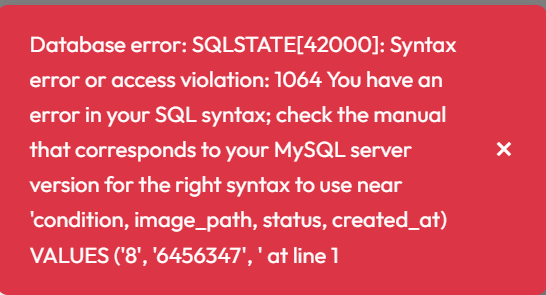 Database error: SQLSTATE[42000]: Syntax
error or access violation: 1064 You have an
error in your SQL syntax; check the manual
that corresponds to your MySQL server
version for the right syntax to use near
'condition, image_path, status, created_at)
VALUES ('8', '6456347', ' at line 1